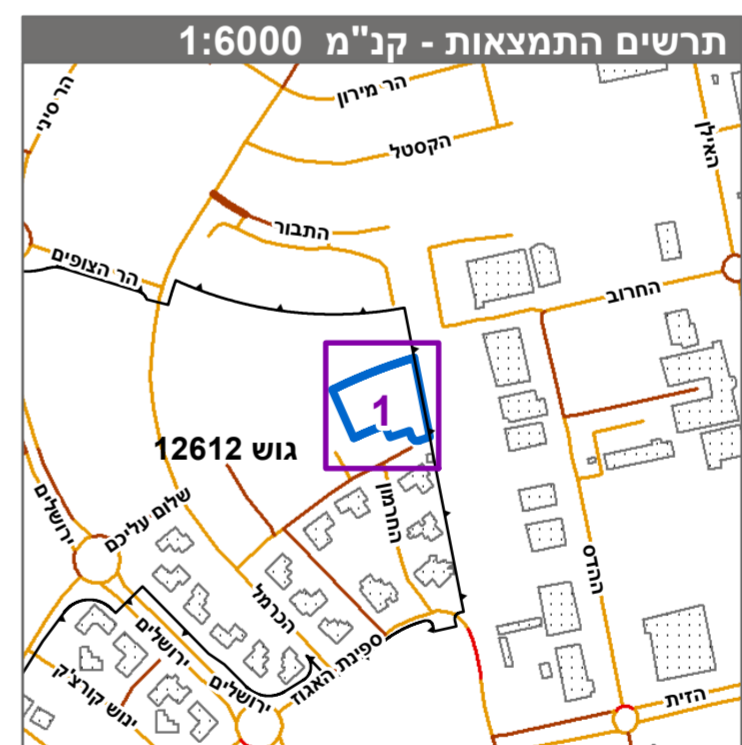 תרשים התמצאות - קנ"מ 1:6000
הר סיני
הר מירון
הקסטל
האילן
התבור
הר הצופים
החרוב
1
גוש 12612
ירושלים
שלום עליכם
החרמון
ההדס
הכרמל
ירושלים
ספינת האגוז
ירושלים
ינוש קורצ'ק
הזית